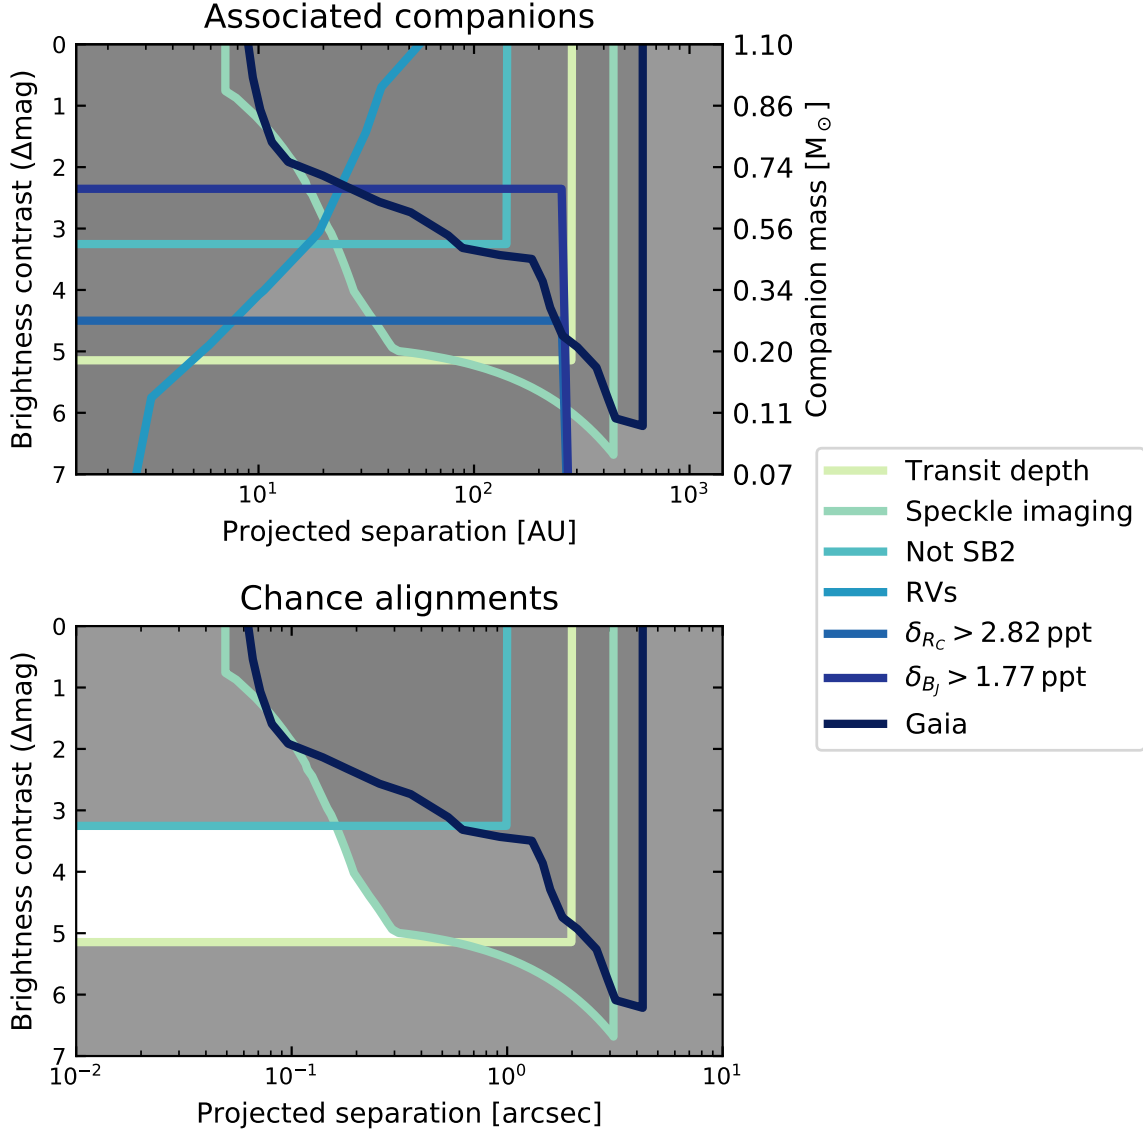 Associated companions
Brightness contrast (Δmag)
0
1
2
3
4
5
6
7
1.10
0.86
0.74
0.56
0.34
0.20
0.11
0.07
Companion mass [M⊙]
10¹
10²
10³
Projected separation [AU]
Transit depth
Speckle imaging
Not SB2
RVs
δ_{R_C} > 2.82 ppt
δ_{B_J} > 1.77 ppt
Gaia
Chance alignments
Brightness contrast (Δmag)
0
1
2
3
4
5
6
7
10⁻²
10⁻¹
10⁰
10¹
Projected separation [arcsec]